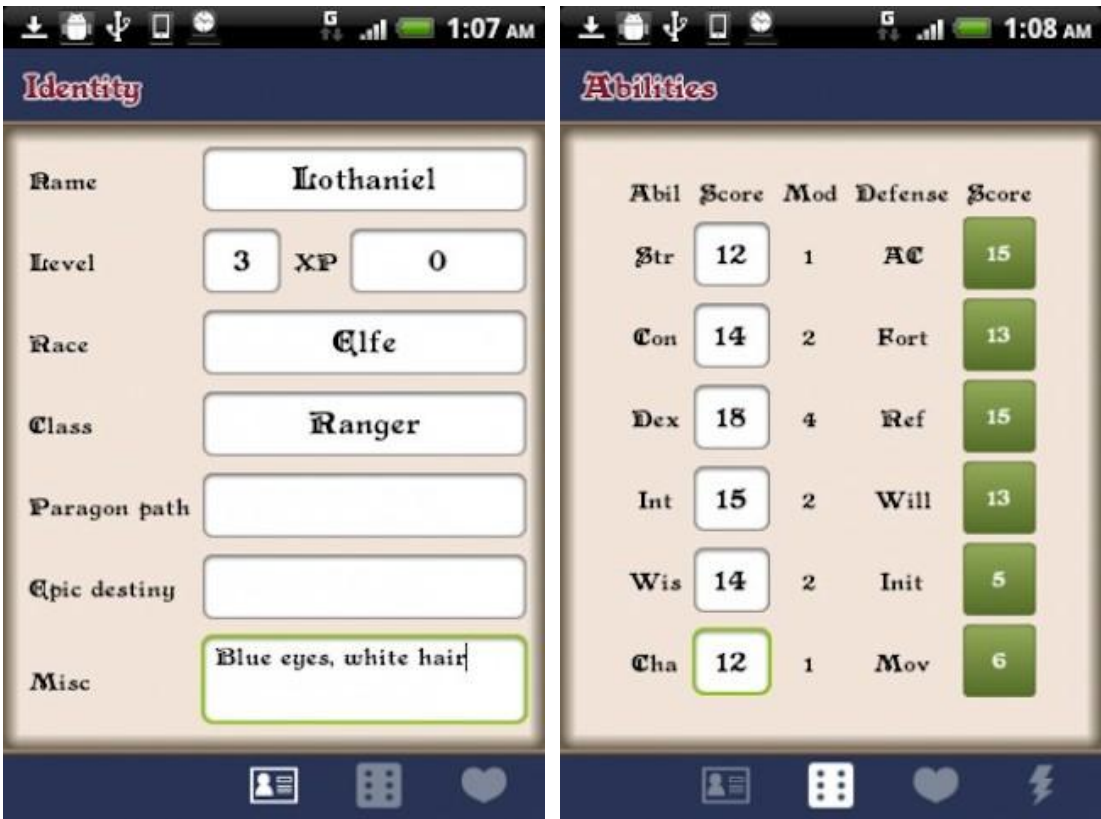 G 1:07 AM
Identity
Name Lothaniel
Level 3 XP 0
Race Elfe
Class Ranger
Paragon path
Epic destiny
Misc Blue eyes, white hair
G 1:08 AM
Abilities
Abil Score Mod Defense Score
Str 12 1 AC 15
Con 14 2 Fort 13
Dex 18 4 Ref 15
Int 15 2 Will 13
Wis 14 2 Init 5
Cha 12 1 Mov 6